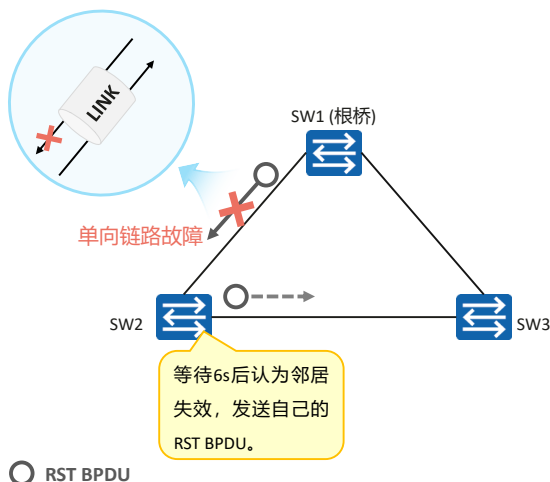 LINK
SW1 (根桥)
单向链路故障
SW2
SW3
等待6s后认为邻居
失效，发送自己的
RST BPDU。
RST BPDU